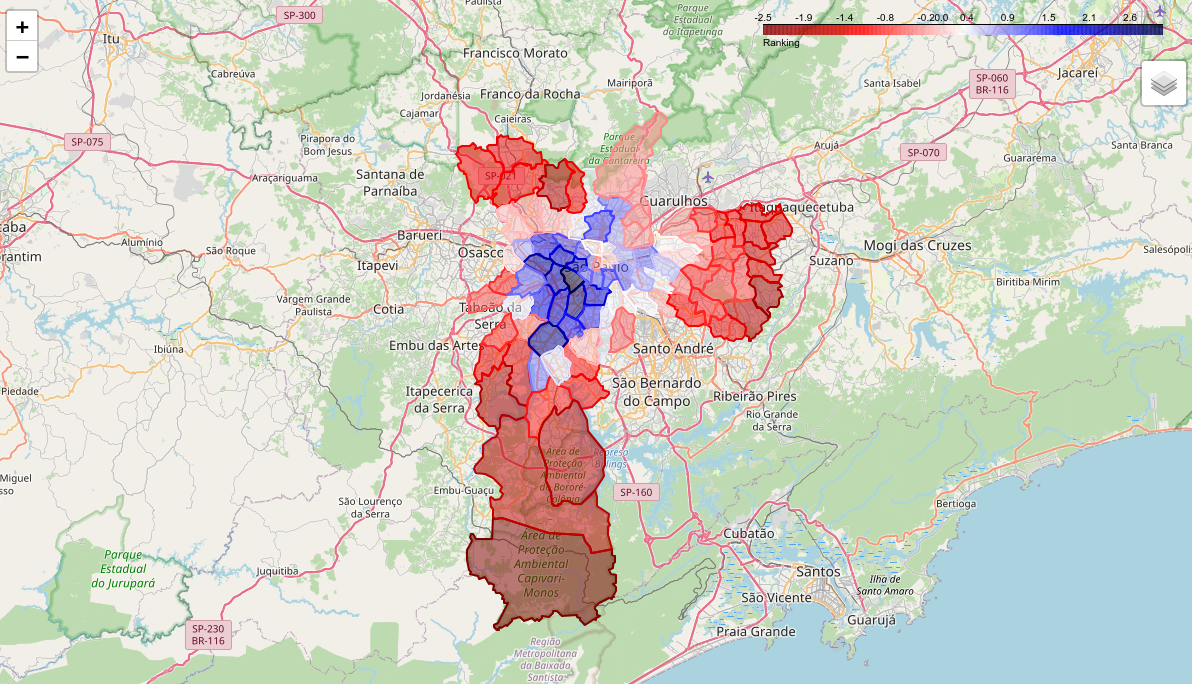 +
−
-2.5 -1.9 -1.4 -0.8 -0.20.0 0.4 0.9 1.5 2.1 2.6
Ranking
SP-300
Paulista
Parque
Estadual
do Itapetinga
Itu
Francisco Morato
Cabreúva
Mairiporã
Santa Isabel
SP-060
BR-116
Jacareí
Jordanésia
Franco da Rocha
Cajamar
Caieiras
SP-075
Pirapora do
Bom Jesus
Parque
Estadual
da Cantareira
Arujá
SP-070
Guararema
Santa Branca
Araçariguama
Santana de
Parnaíba
SP-021
Guarulhos
Itaquaquecetuba
Barueri
Alumínio
São Roque
Osasco
Itapevi
São Paulo
Suzano
Mogi das Cruzes
Salesópolis
Biritiba Mirim
Vargem Grande
Paulista
Cotia
Taboão da
Serra
Ibiúna
Embu das Artes
Santo André
Piedade
Itapecerica
da Serra
São Bernardo
do Campo
Ribeirão Pires
Rio Grande
da Serra
Área de
Proteção
Ambiental
do Bororé-
Colônia
Represa
Billings
Miguel
Embu-Guaçu
SP-160
São Lourenço
da Serra
Bertioga
Cubatão
Área de
Proteção
Ambiental
Capivari-
Monos
Parque
Estadual
do Jurupará
Juquitiba
Santos
Ilha de
Santo Amaro
São Vicente
Guarujá
SP-230
BR-116
Praia Grande
Região
Metropolitana
da Baixada
Santista